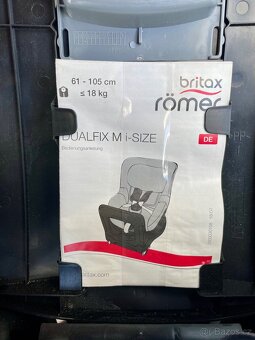 61 - 105 cm
≤ 18 kg
britax
römer
DUALFIX M i-SIZE
Bedienungsanleitung
DE
britax.com